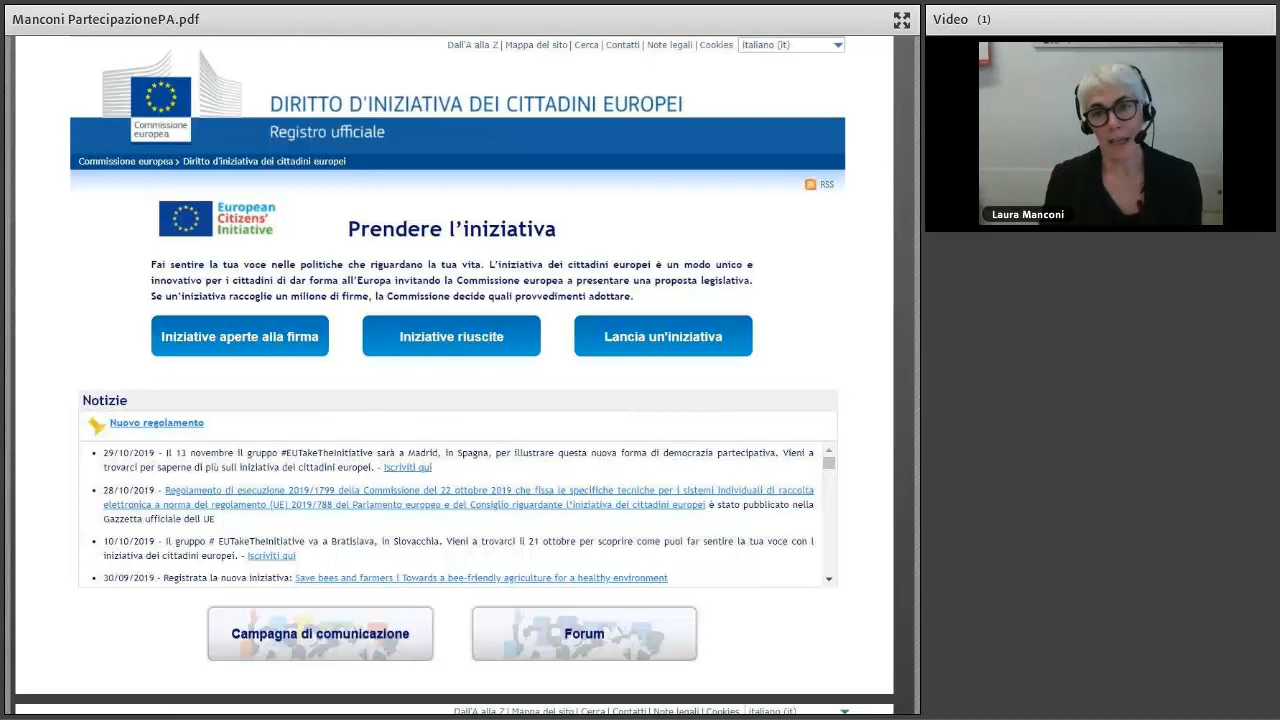 Manconi PartecipazionePA.pdf
Video (1)
Dall'A alla Z | Mappa del sito | Cerca | Contatti | Note legali | Cookies italiano (it)
DIRITTO D'INIZIATIVA DEI CITTADINI EUROPEI
Commissione
europea
Registro ufficiale
Commissione europea > Diritto d'iniziativa dei cittadini europei
RSS
European
Citizens'
Initiative
Prendere l'iniziativa
Fai sentire la tua voce nelle politiche che riguardano la tua vita. L'iniziativa dei cittadini europei è un modo unico e
innovativo per i cittadini di dar forma all'Europa invitando la Commissione europea a presentare una proposta legislativa.
Se un'iniziativa raccoglie un milione di firme, la Commissione decide quali provvedimenti adottare.
Iniziative aperte alla firma
Iniziative riuscite
Lancia un'iniziativa
Notizie
Nuovo regolamento
29/10/2019 - Il 13 novembre il gruppo #EUTakeTheInitiative sarà a Madrid, in Spagna, per illustrare questa nuova forma di democrazia partecipativa. Vieni a
trovarci per saperne di più sull iniziativa dei cittadini europei. - Iscriviti qui
28/10/2019 - Regolamento di esecuzione 2019/1799 della Commissione del 22 ottobre 2019 che fissa le specifiche tecniche per i sistemi individuali di raccolta
elettronica a norma del regolamento (UE) 2019/788 del Parlamento europeo e del Consiglio riguardante l'iniziativa dei cittadini europei è stato pubblicato nella
Gazzetta ufficiale dell UE
10/10/2019 - Il gruppo # EUTakeTheInitiative va a Bratislava, in Slovacchia. Vieni a trovarci il 21 ottobre per scoprire come puoi far sentire la tua voce con l
iniziativa dei cittadini europei. - Iscriviti qui
30/09/2019 - Registrata la nuova iniziativa: Save bees and farmers ! Towards a bee-friendly agriculture for a healthy environment
Campagna di comunicazione
Forum
Dall'A alla Z | Mappa del sito | Cerca | Contatti | Note legali | Cookies italiano (it)
Laura Manconi